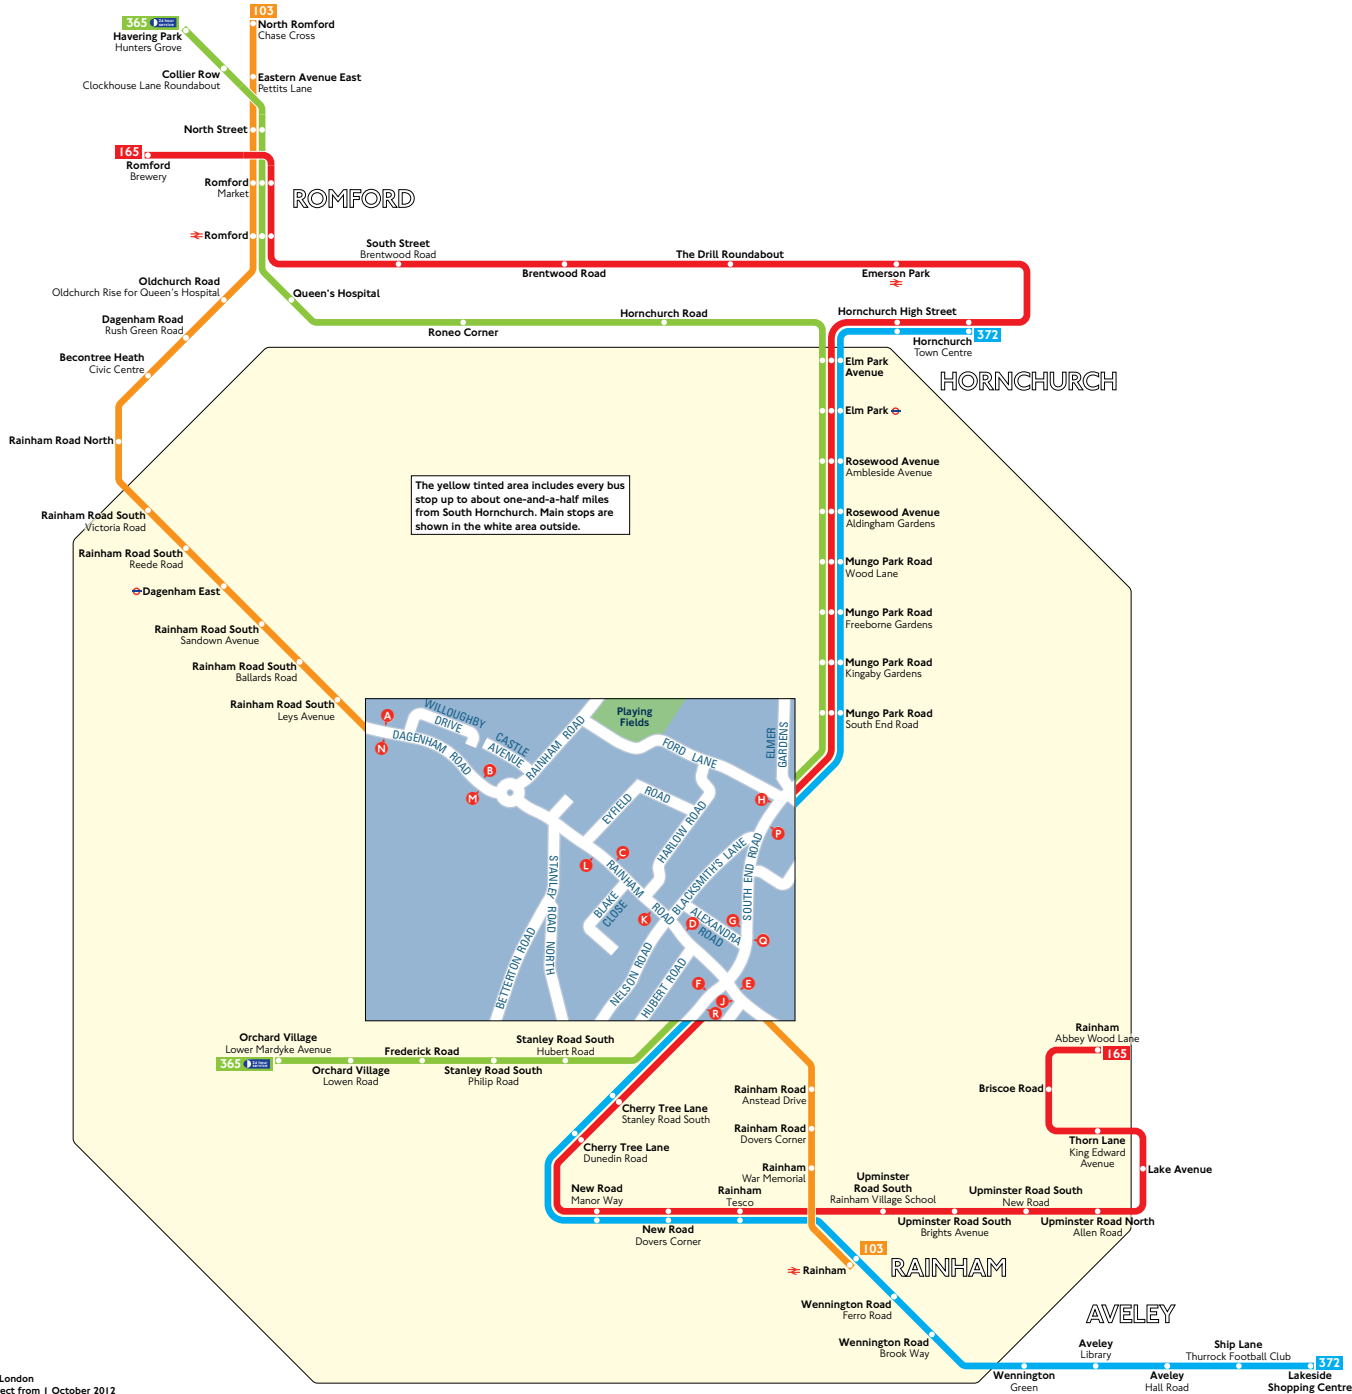 365 24 hour service
Havering Park
Hunters Grove
103
North Romford
Chase Cross
Collier Row
Clockhouse Lane Roundabout
Eastern Avenue East
Pettits Lane
North Street
165
Romford
Brewery
Romford
Market
ROMFORD
Romford
South Street
Brentwood Road
Brentwood Road
The Drill Roundabout
Emerson Park
Oldchurch Road
Oldchurch Rise for Queen's Hospital
Queen's Hospital
Dagenham Road
Rush Green Road
Roneo Corner
Hornchurch Road
Hornchurch High Street
372
Hornchurch
Town Centre
Becontree Heath
Civic Centre
Elm Park
Avenue
HORNCHURCH
Elm Park
Rainham Road North
Rosewood Avenue
Ambleside Avenue
The yellow tinted area includes every bus
stop up to about one-and-a-half miles
from South Hornchurch. Main stops are
shown in the white area outside.
Rainham Road South
Victoria Road
Rosewood Avenue
Aldingham Gardens
Rainham Road South
Reede Road
Mungo Park Road
Wood Lane
Dagenham East
Mungo Park Road
Freeborne Gardens
Rainham Road South
Sandown Avenue
Rainham Road South
Ballards Road
Mungo Park Road
Kingaby Gardens
Rainham Road South
Leys Avenue
Mungo Park Road
South End Road
A
N
WILLOUGHBY
DRIVE
DAGENHAM ROAD
CASTLE
AVENUE
RAINHAM ROAD
Playing
Fields
FORD LANE
ELMER
GARDENS
B
M
H
P
EYFIELD
ROAD
HARLOW ROAD
BLACKSMITH'S LANE
SOUTH END ROAD
L
C
RAINHAM
ROAD
STANLEY ROAD NORTH
BLAKE
CLOSE
K
D
G
Q
ALEXANDRA
ROAD
BETTERTON ROAD
NELSON ROAD
HUBERT ROAD
F
E
J
R
Orchard Village
Lower Mardyke Avenue
365 24 hour service
Orchard Village
Lowen Road
Frederick Road
Stanley Road South
Philip Road
Stanley Road South
Hubert Road
Rainham
Abbey Wood Lane
165
Briscoe Road
Rainham Road
Anstead Drive
Cherry Tree Lane
Stanley Road South
Rainham Road
Dovers Corner
Cherry Tree Lane
Dunedin Road
Thorn Lane
King Edward
Avenue
Rainham
War Memorial
Lake Avenue
New Road
Manor Way
Rainham
Tesco
Upminster
Road South
Rainham Village School
Upminster Road South
New Road
New Road
Dovers Corner
Upminster Road South
Brights Avenue
Upminster Road North
Allen Road
103
Rainham
RAINHAM
Wennington Road
Ferro Road
AVELEY
Wennington Road
Brook Way
Wennington
Green
Aveley
Library
Aveley
Hall Road
Ship Lane
Thurrock Football Club
372
Lakeside
Shopping Centre
London
ect from 1 October 2012